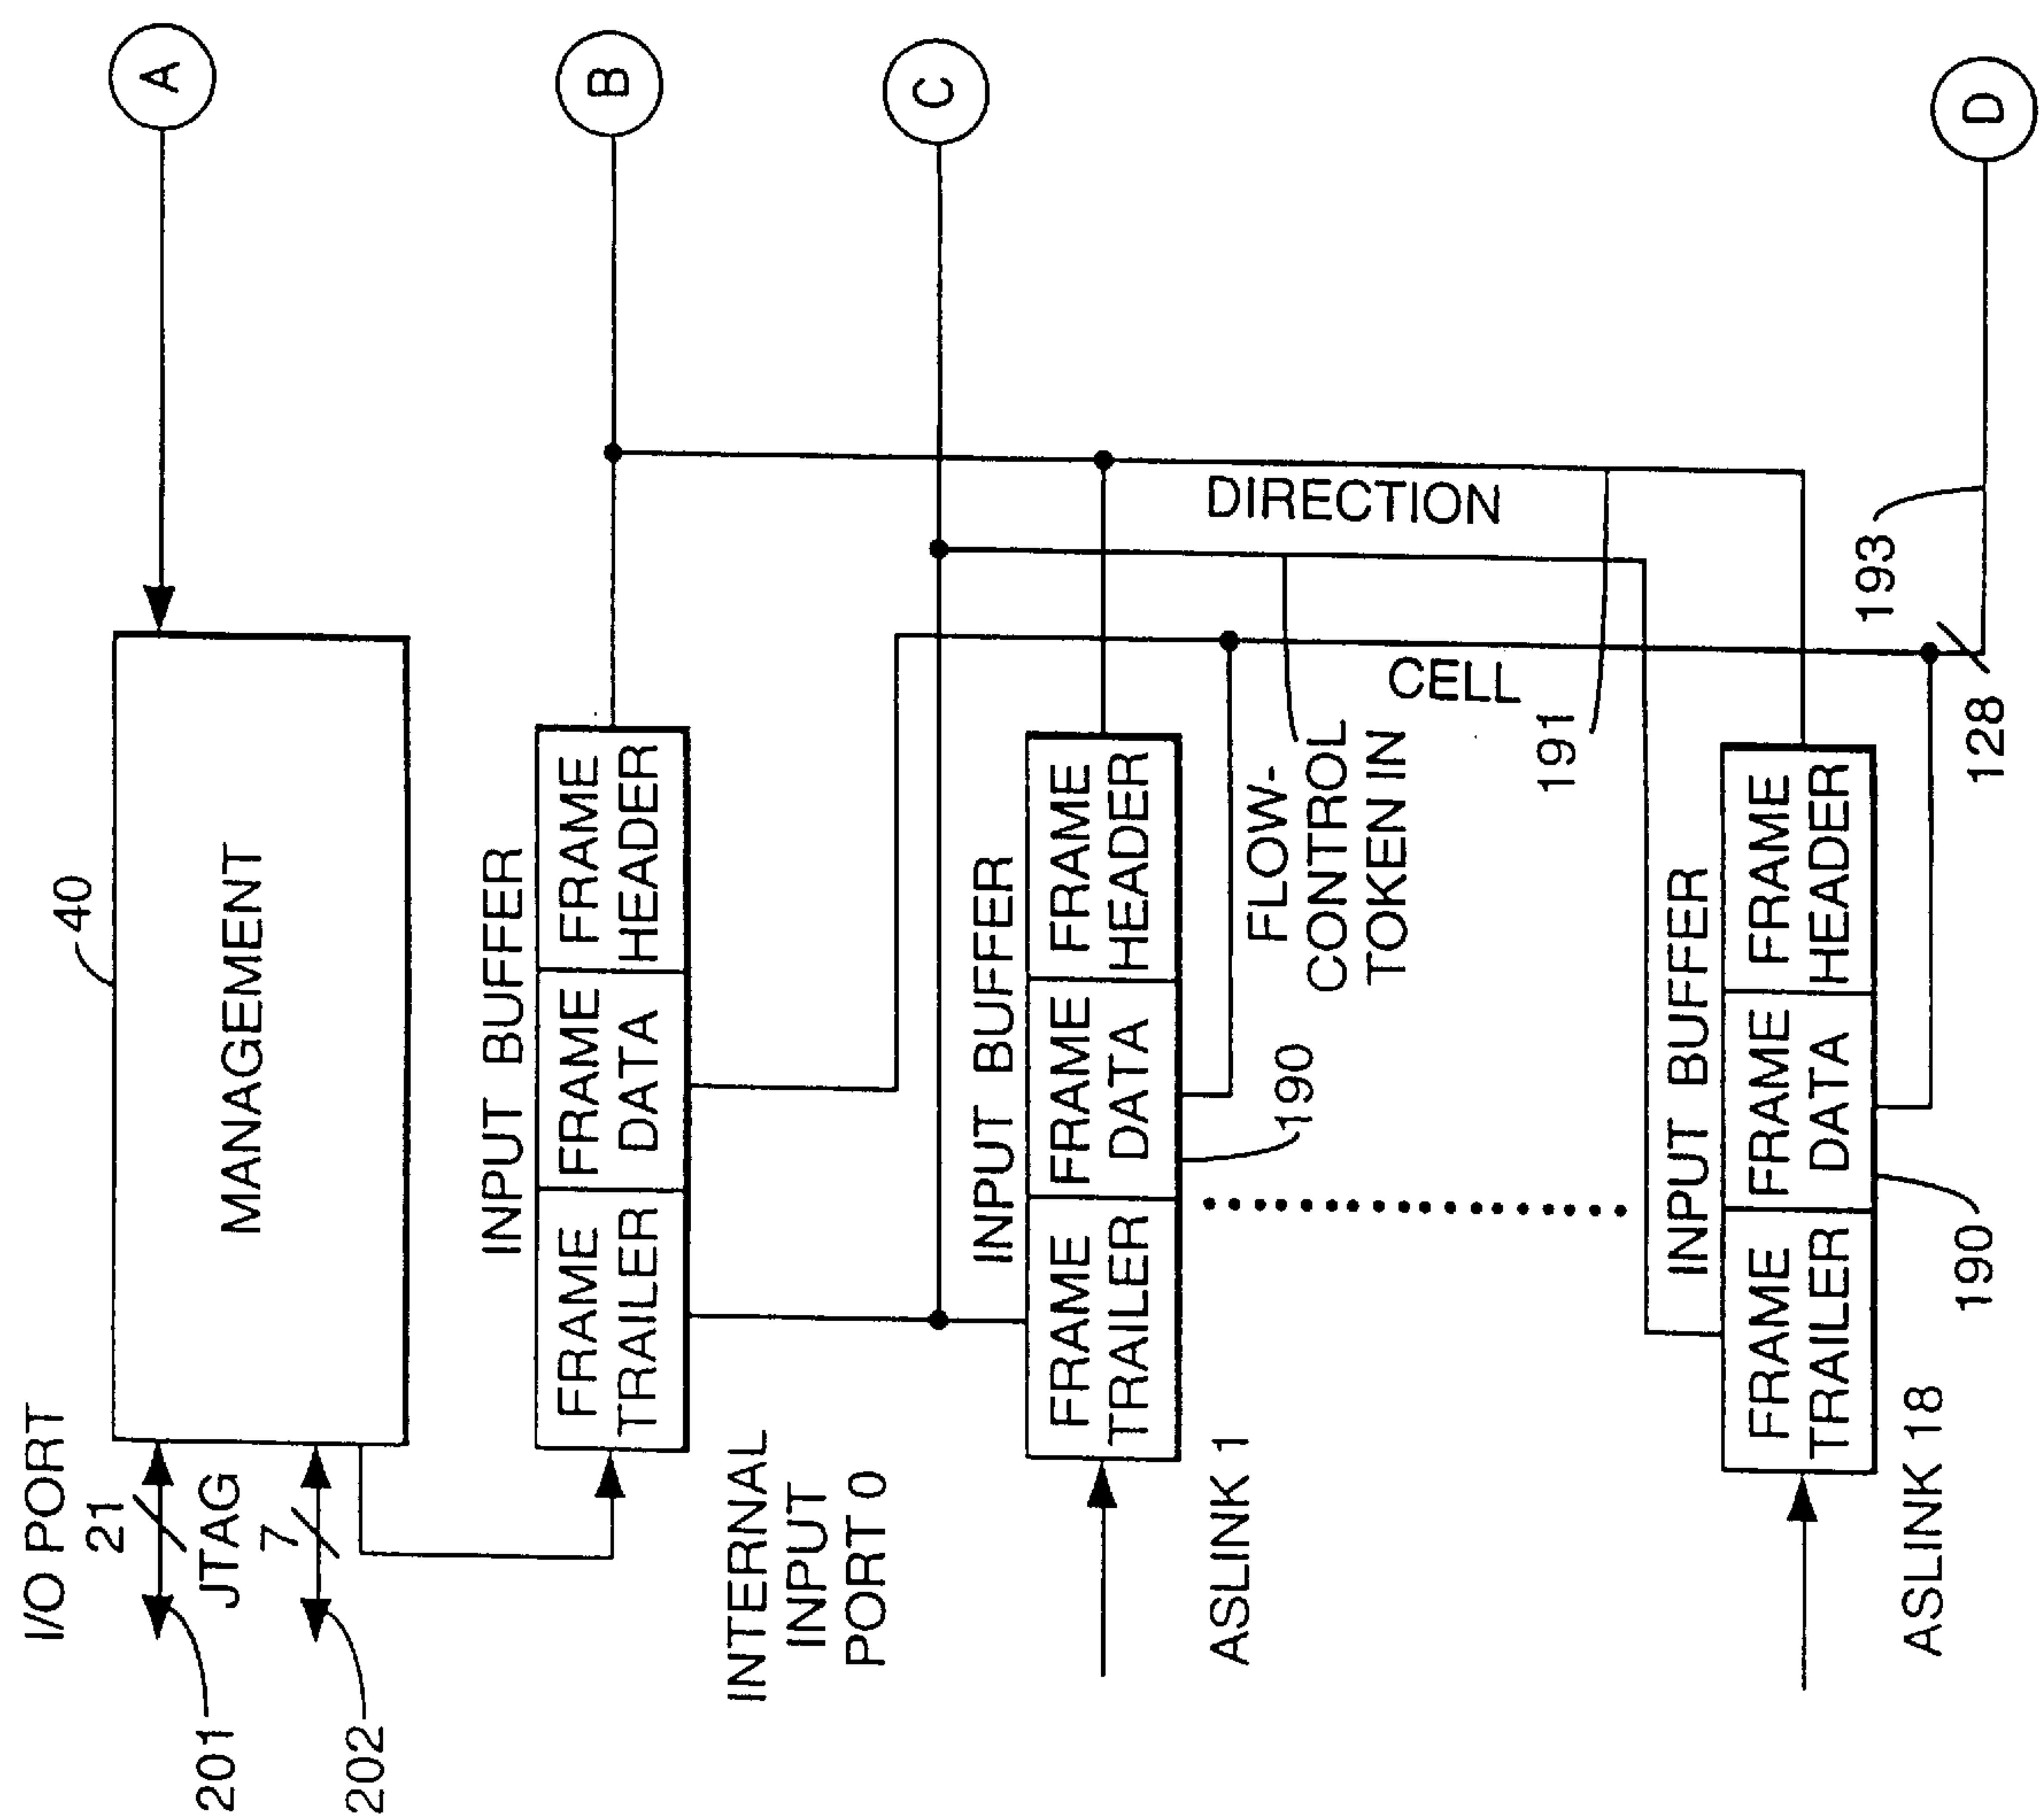 I/O PORT
21
JTAG
7
201
202
40
MANAGEMENT
A
INPUT BUFFER
FRAME
TRAILER
FRAME
DATA
FRAME
HEADER
B
INTERNAL
INPUT
PORT 0
C
INPUT BUFFER
FRAME
TRAILER
FRAME
DATA
FRAME
HEADER
ASLINK 1
190
FLOW-
CONTROL
TOKEN IN
DIRECTION
CELL
191
INPUT BUFFER
FRAME
TRAILER
FRAME
DATA
FRAME
HEADER
ASLINK 18
190
128
193
D